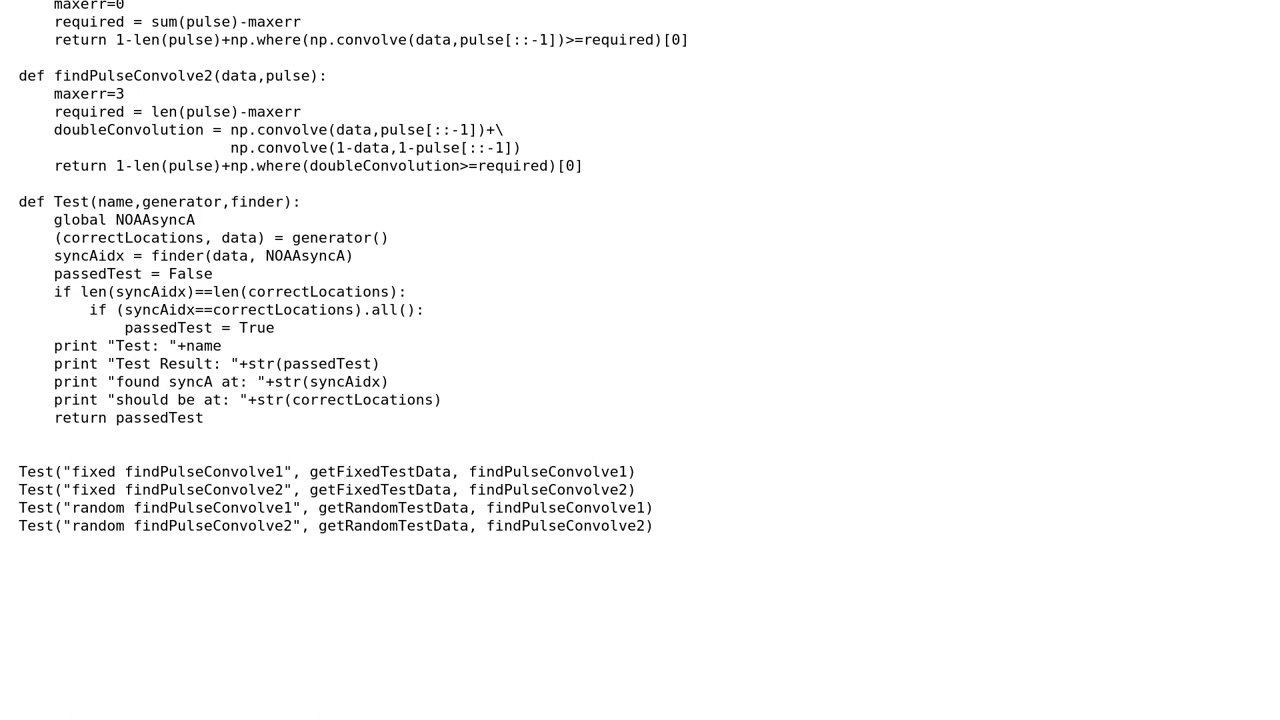 maxerr=0
    required = sum(pulse)-maxerr
    return 1-len(pulse)+np.where(np.convolve(data,pulse[::-1])>=required)[0]

def findPulseConvolve2(data,pulse):
    maxerr=3
    required = len(pulse)-maxerr
    doubleConvolution = np.convolve(data,pulse[::-1])+\
                        np.convolve(1-data,1-pulse[::-1])
    return 1-len(pulse)+np.where(doubleConvolution>=required)[0]

def Test(name,generator,finder):
    global NOAAsyncA
    (correctLocations, data) = generator()
    syncAidx = finder(data, NOAAsyncA)
    passedTest = False
    if len(syncAidx)==len(correctLocations):
        if (syncAidx==correctLocations).all():
            passedTest = True
    print "Test: "+name
    print "Test Result: "+str(passedTest)
    print "found syncA at: "+str(syncAidx)
    print "should be at: "+str(correctLocations)
    return passedTest


Test("fixed findPulseConvolve1", getFixedTestData, findPulseConvolve1)
Test("fixed findPulseConvolve2", getFixedTestData, findPulseConvolve2)
Test("random findPulseConvolve1", getRandomTestData, findPulseConvolve1)
Test("random findPulseConvolve2", getRandomTestData, findPulseConvolve2)